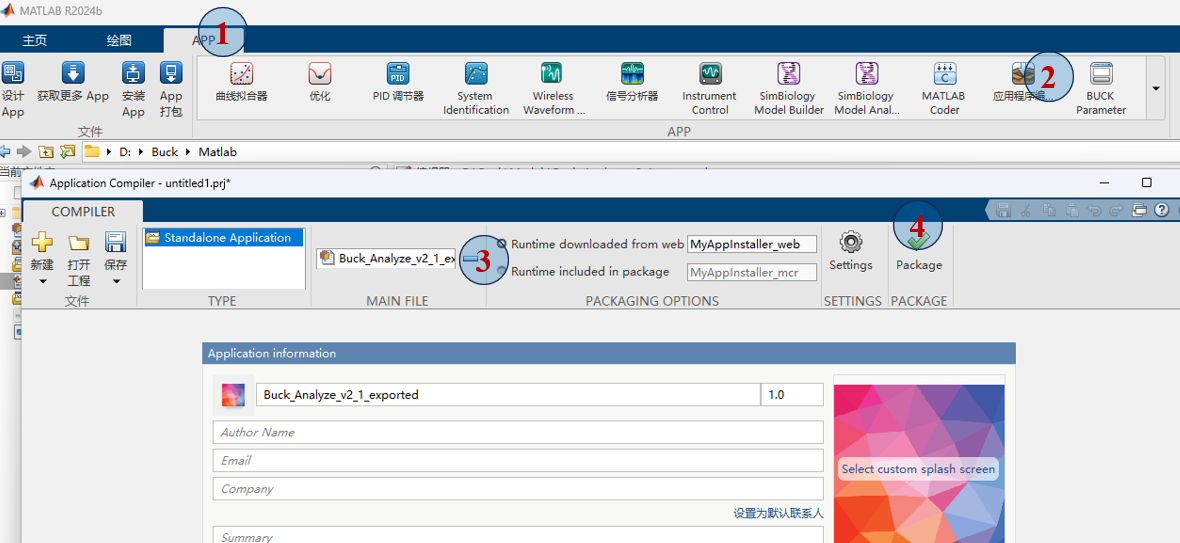 MATLAB R2024b
主页 绘图 APP 1
2
设计 App
获取更多 App
安装 App
App 打包
曲线拟合器
优化
PID
PID 调节器
System Identification
Wireless Waveform ...
信号分析器
Instrument Control
SimBiology Model Builder
SimBiology Model Anal...
C
MATLAB Coder
应用程序编...
BUCK Parameter
文件 APP
D: Buck Matlab
Application Compiler - untitled1.prj*
COMPILER
4
新建
打开工程
保存
Standalone Application
Buck_Analyze_v2_1_ex
3
Runtime downloaded from web MyAppInstaller_web
Runtime included in package MyAppInstaller_mcr
Settings
Package
文件 TYPE MAIN FILE PACKAGING OPTIONS SETTINGS PACKAGE
Application information
Buck_Analyze_v2_1_exported 1.0
Author Name
Email
Select custom splash screen
Company
设置为默认联系人
Summary